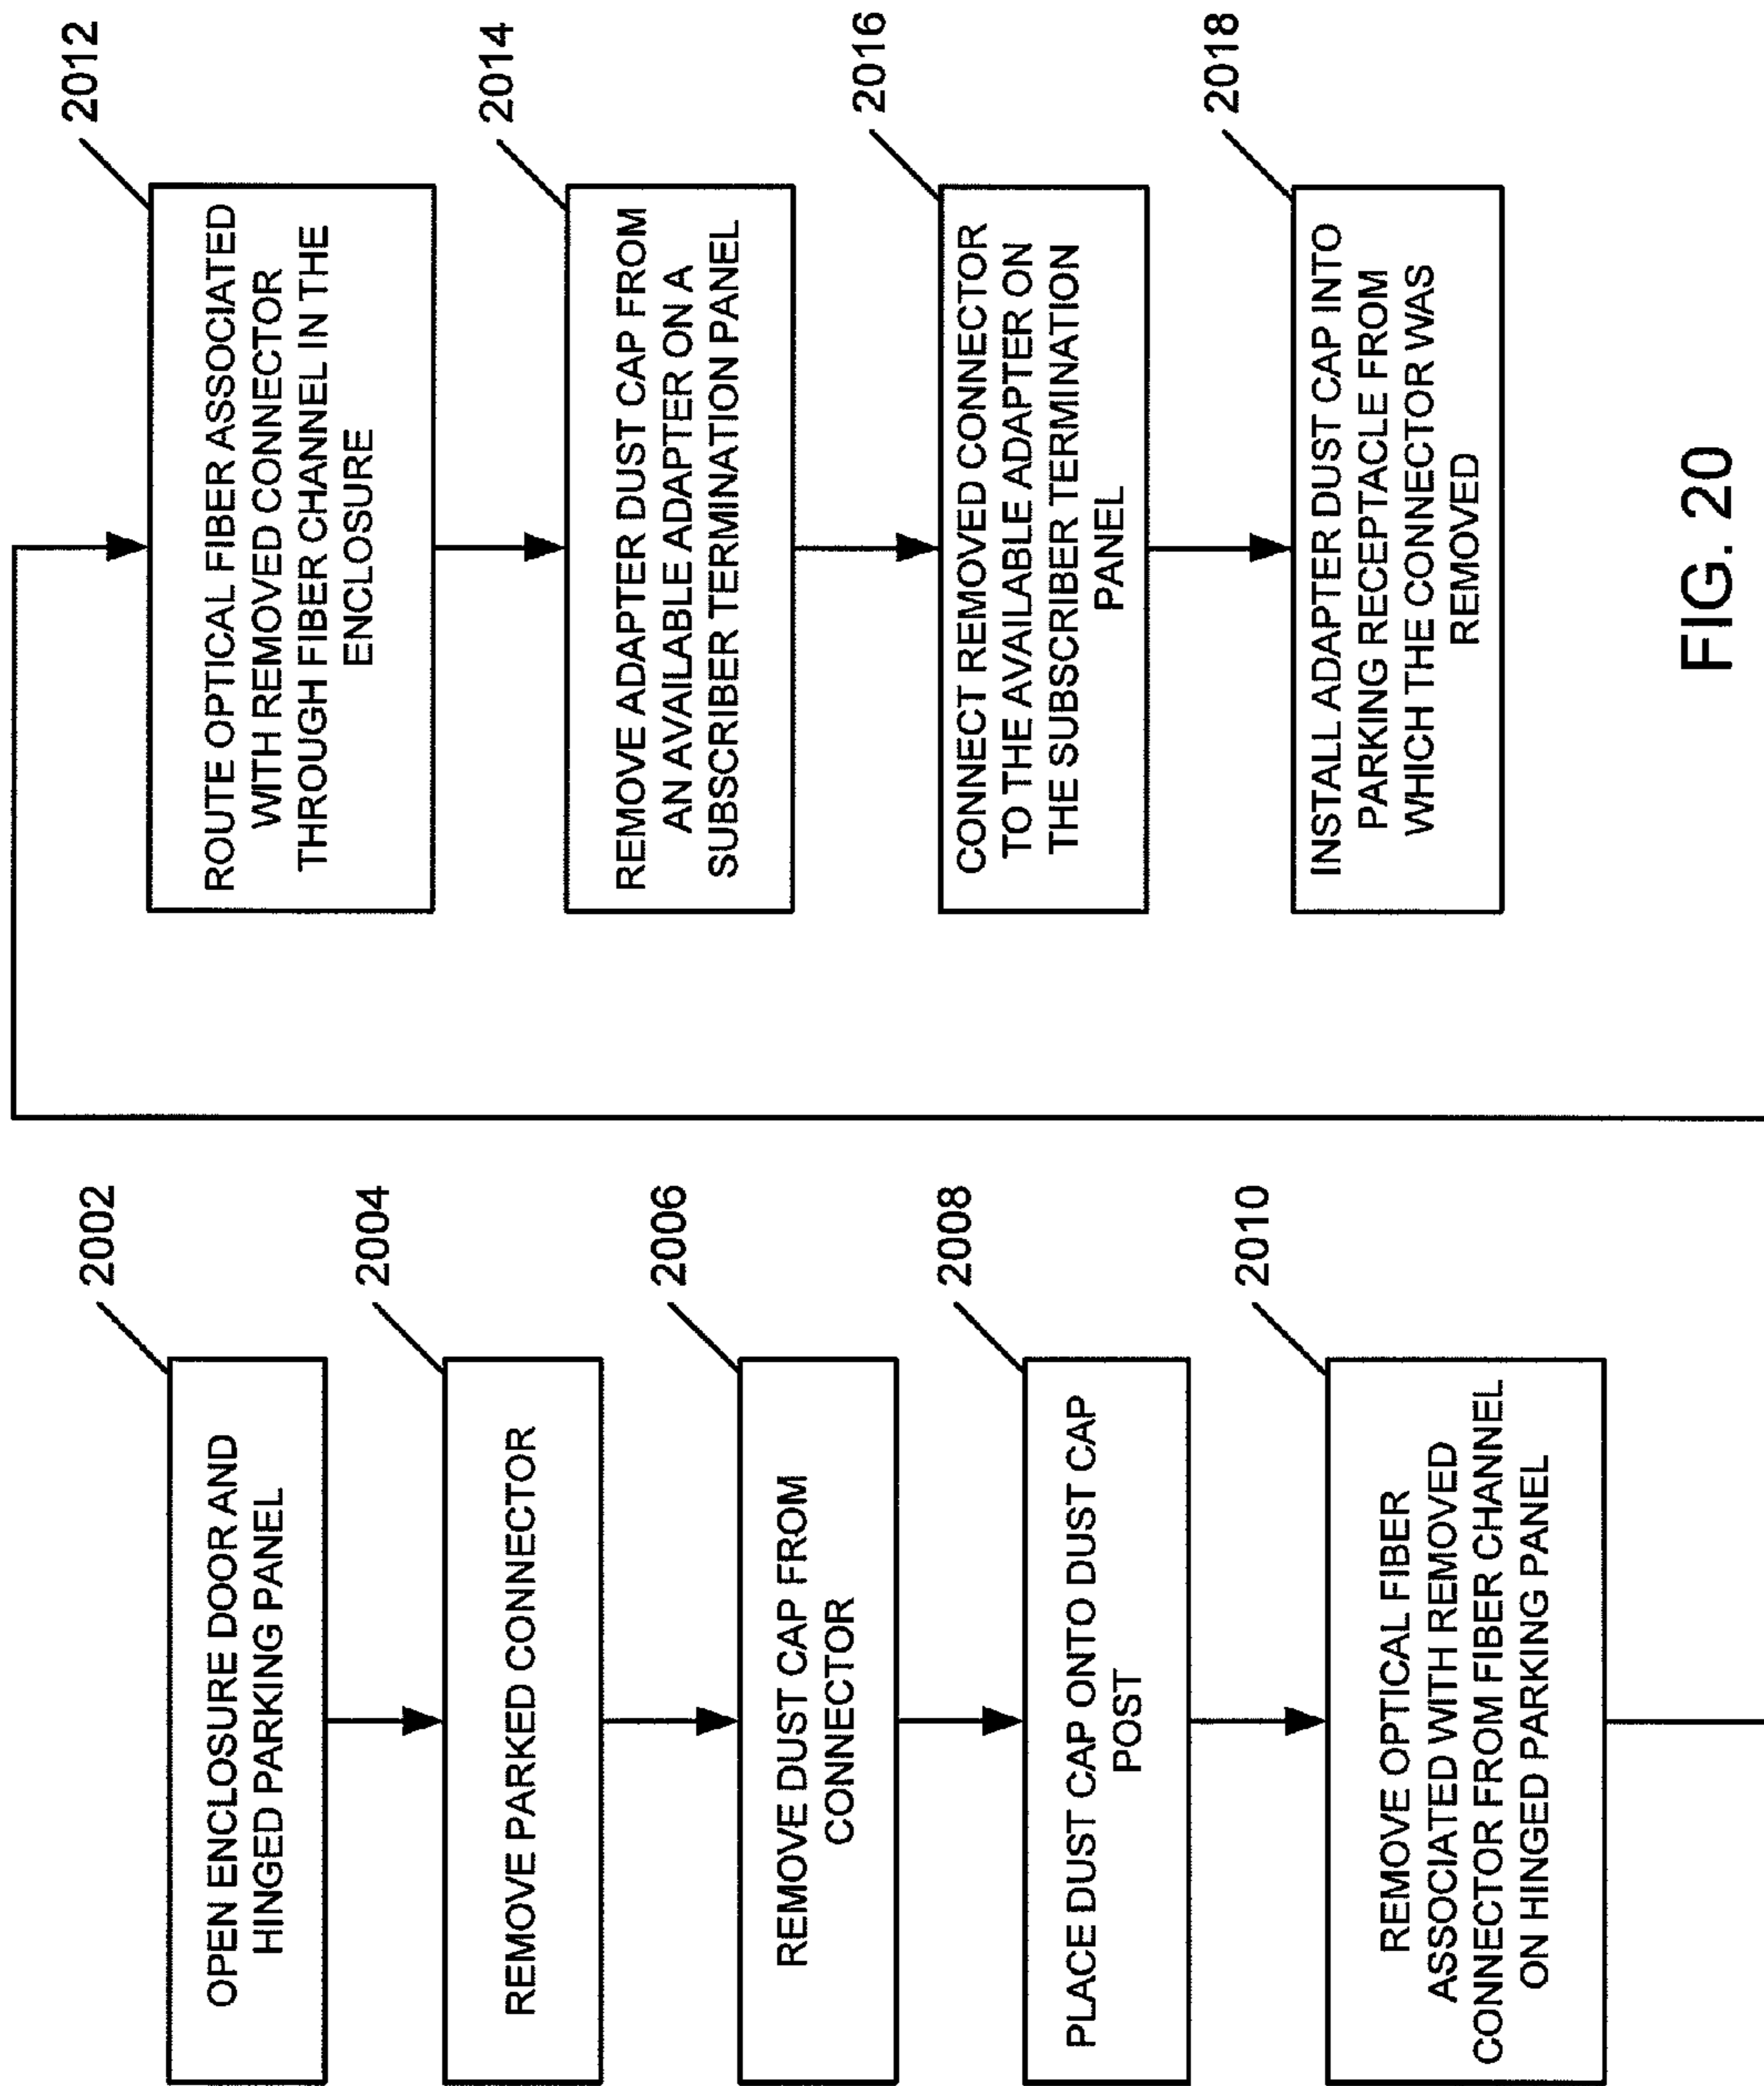 2002
OPEN ENCLOSURE DOOR AND
HINGED PARKING PANEL
2004
REMOVE PARKED CONNECTOR
2006
REMOVE DUST CAP FROM
CONNECTOR
2008
PLACE DUST CAP ONTO DUST CAP
POST
2010
REMOVE OPTICAL FIBER
ASSOCIATED WITH REMOVED
CONNECTOR FROM FIBER CHANNEL
ON HINGED PARKING PANEL
2012
ROUTE OPTICAL FIBER ASSOCIATED
WITH REMOVED CONNECTOR
THROUGH FIBER CHANNEL IN THE
ENCLOSURE
2014
REMOVE ADAPTER DUST CAP FROM
AN AVAILABLE ADAPTER ON A
SUBSCRIBER TERMINATION PANEL
2016
CONNECT REMOVED CONNECTOR
TO THE AVAILABLE ADAPTER ON
THE SUBSCRIBER TERMINATION
PANEL
2018
INSTALL ADAPTER DUST CAP INTO
PARKING RECEPTACLE FROM
WHICH THE CONNECTOR WAS
REMOVED
FIG. 20